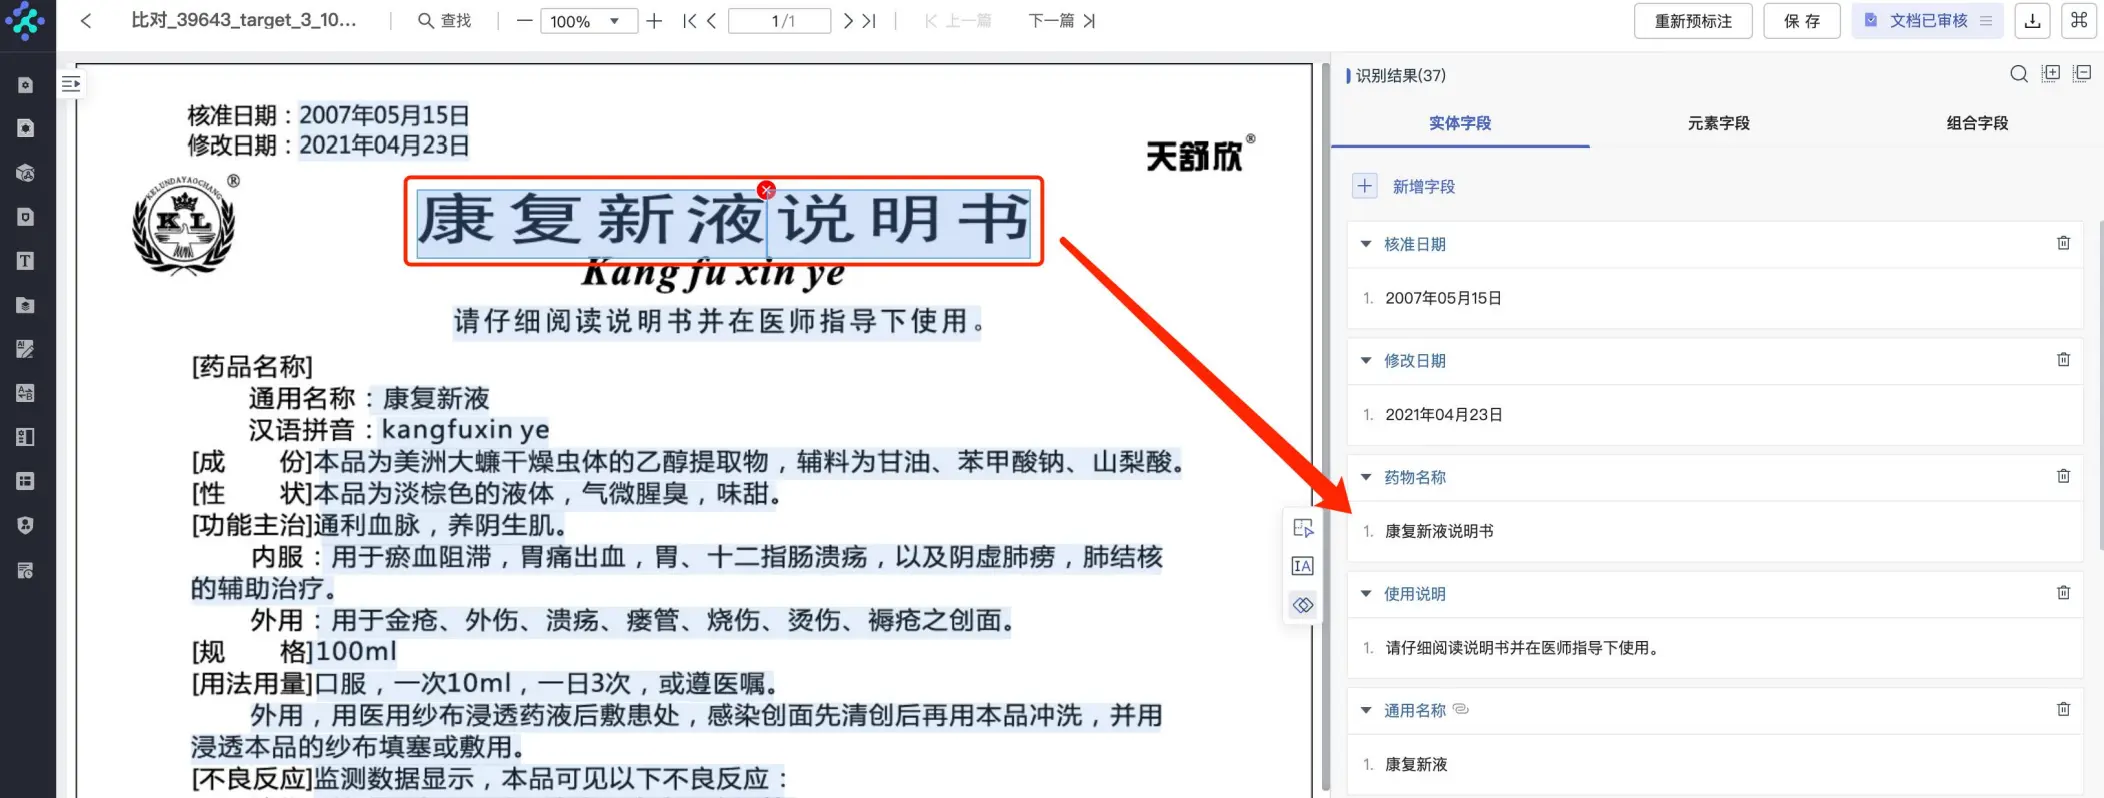 比对_39643_target_3_10...
查找
100%
1/1
上一篇
下一篇
重新预标注
保 存
文档已审核
核准日期：2007年05月15日
修改日期：2021年04月23日
天舒欣®
KELUNDAYAOCHANG ®
KL
康复新液说明书
Kang fu xin ye
请仔细阅读说明书并在医师指导下使用。
[药品名称]
通用名称：康复新液
汉语拼音：kangfuxin ye
[成 份]本品为美洲大蠊干燥虫体的乙醇提取物，辅料为甘油、苯甲酸钠、山梨酸。
[性 状]本品为淡棕色的液体，气微腥臭，味甜。
[功能主治]通利血脉，养阴生肌。
内服：用于瘀血阻滞，胃痛出血，胃、十二指肠溃疡，以及阴虚肺痨，肺结核
的辅助治疗。
外用：用于金疮、外伤、溃疡、瘘管、烧伤、烫伤、褥疮之创面。
[规 格]100ml
[用法用量]口服，一次10ml，一日3次，或遵医嘱。
外用，用医用纱布浸透药液后敷患处，感染创面先清创后再用本品冲洗，并用
浸透本品的纱布填塞或敷用。
[不良反应]监测数据显示，本品可见以下不良反应：
识别结果(37)
实体字段
元素字段
组合字段
新增字段
核准日期
1. 2007年05月15日
修改日期
1. 2021年04月23日
药物名称
1. 康复新液说明书
使用说明
1. 请仔细阅读说明书并在医师指导下使用。
通用名称
1. 康复新液